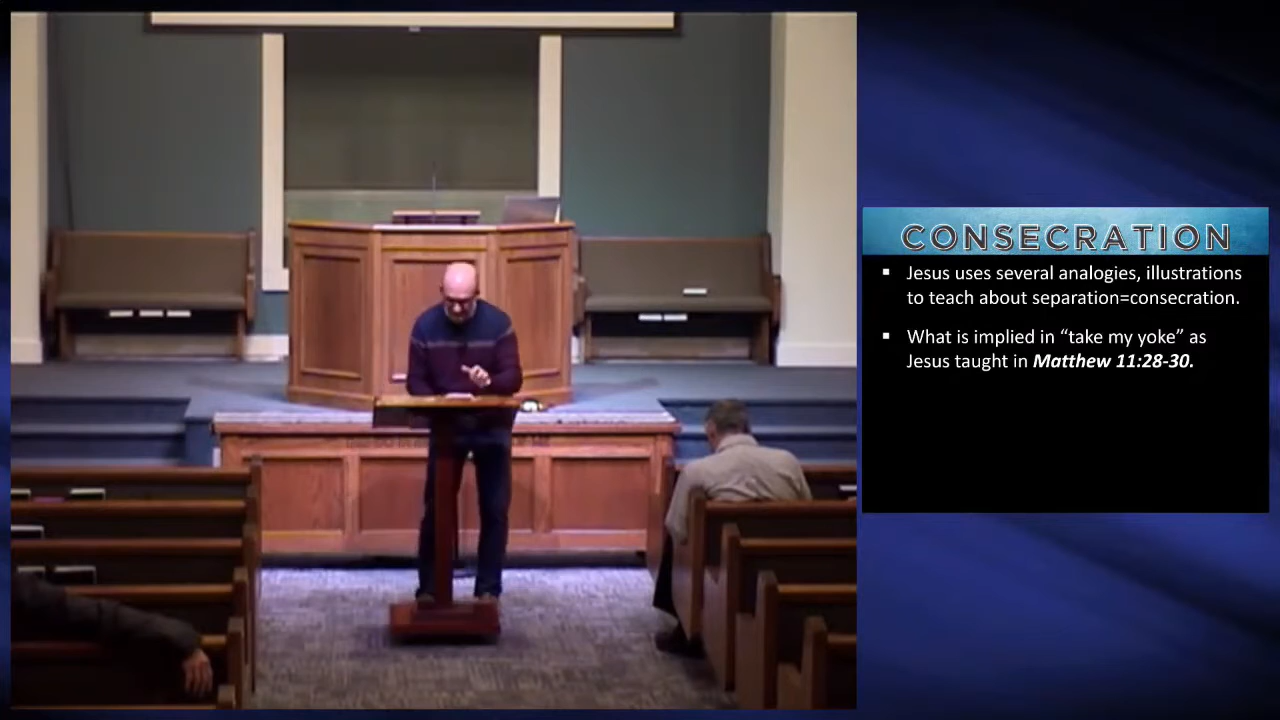 CONSECRATION
▪ Jesus uses several analogies, illustrations
to teach about separation=consecration.
▪ What is implied in “take my yoke” as
Jesus taught in Matthew 11:28-30.